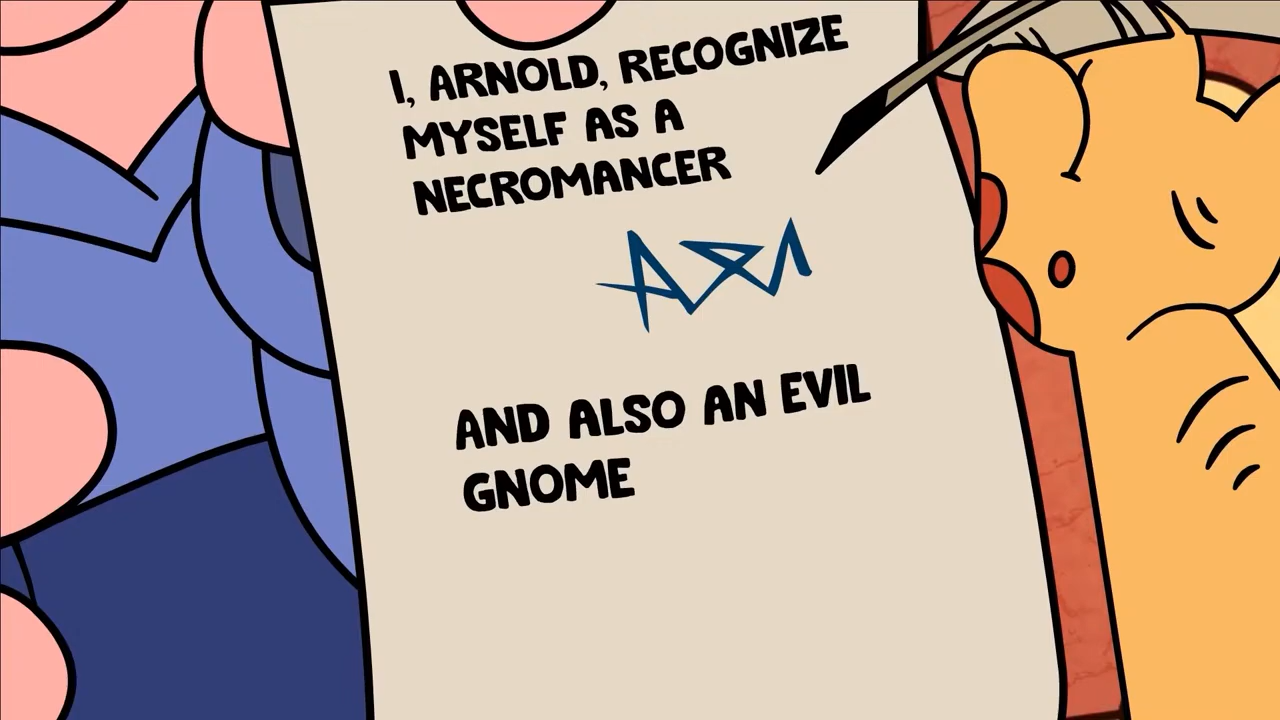 I, ARNOLD, RECOGNIZE
MYSELF AS A
NECROMANCER
AND ALSO AN EVIL
GNOME